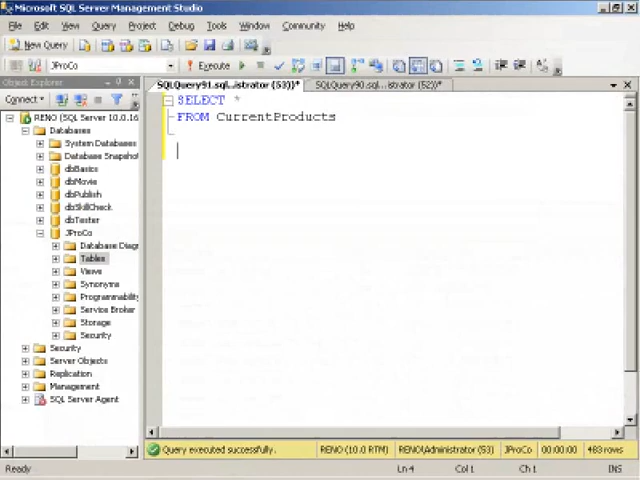 Microsoft SQL Server Management Studio
File Edit View Query Project Debug Tools Window Community Help
New Query
JProCo
Execute
Object Explorer
SQLQuery91.sql...istrator (53))*
SQLQuery90.sql...istrator (52))*
Connect
SELECT *
FROM CurrentProducts
RENO (SQL Server 10.0.16
Databases
System Databases
Database Snapshot
dbBasics
dbMovie
dbPublish
dbSkillCheck
dbTester
JProCo
Database Diagr
Tables
Views
Synonyms
Programmability
Service Broker
Storage
Security
Security
Server Objects
Replication
Management
SQL Server Agent
Query executed successfully.
RENO (10.0 RTM)
RENO\Administrator (53)
JProCo
00:00:00
483 rows
Ready
Ln 4
Col 1
Ch 1
INS